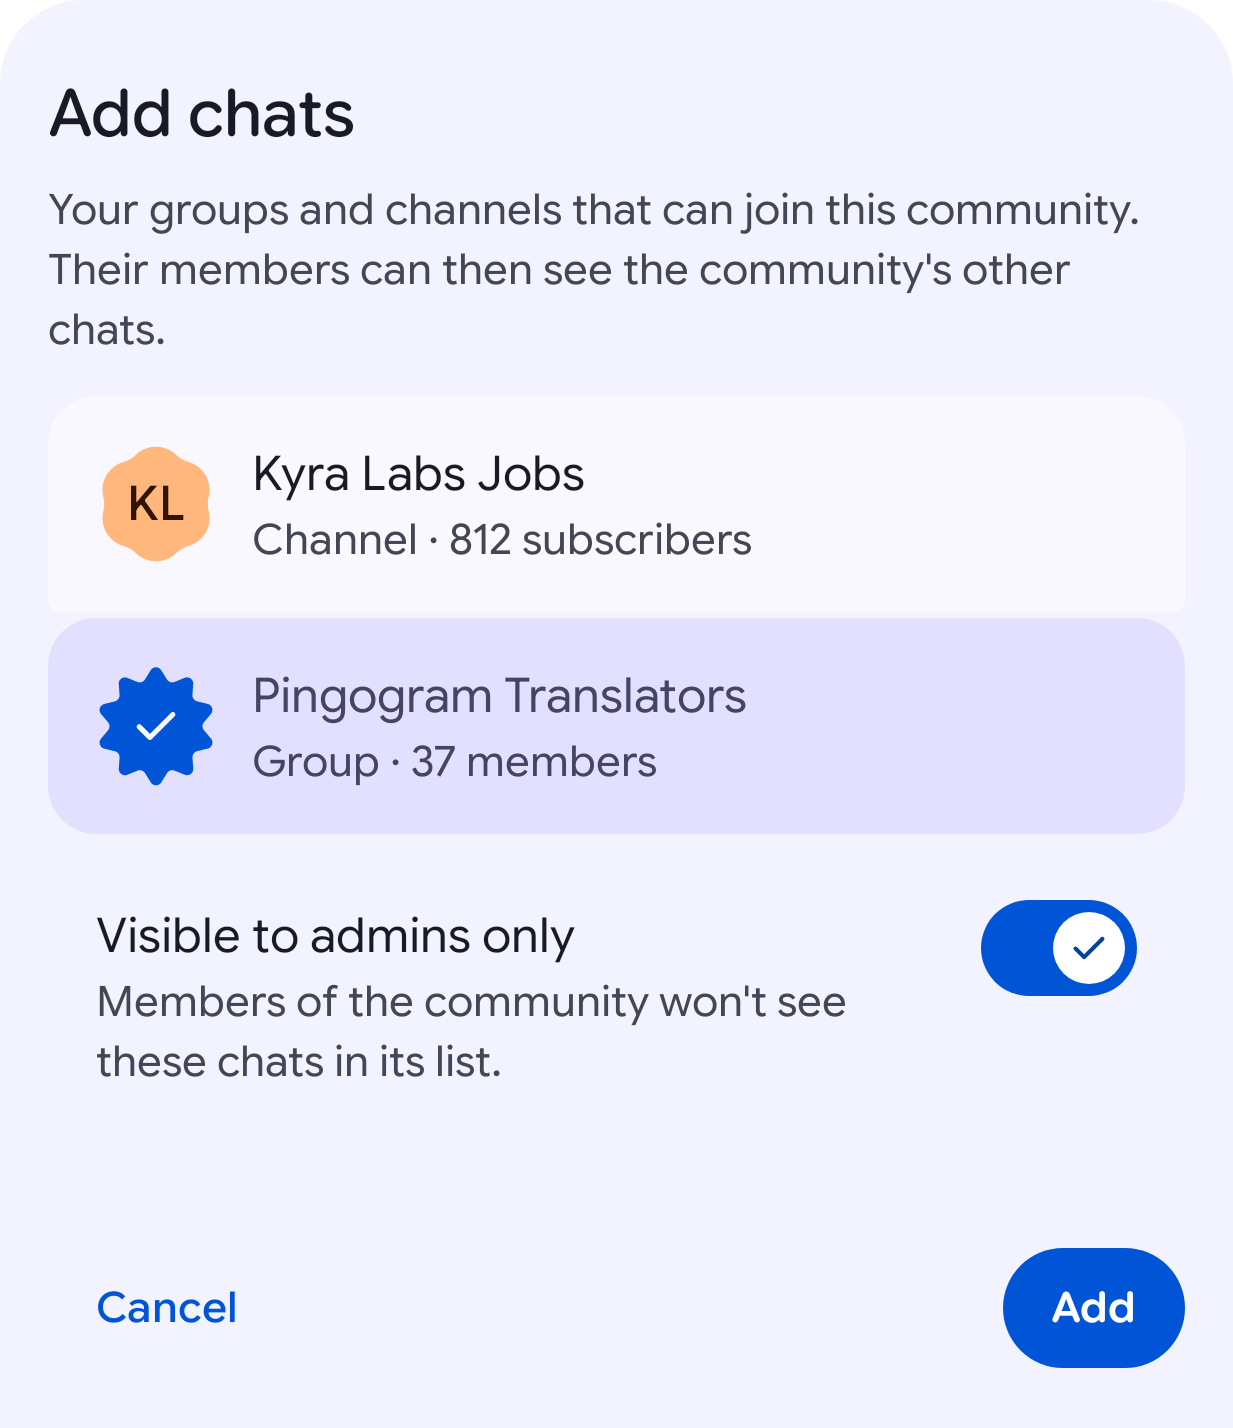 Add chats
Your groups and channels that can join this community.
Their members can then see the community's other
chats.
KL
Kyra Labs Jobs
Channel · 812 subscribers
Pingogram Translators
Group · 37 members
Visible to admins only
Members of the community won't see
these chats in its list.
Cancel
Add